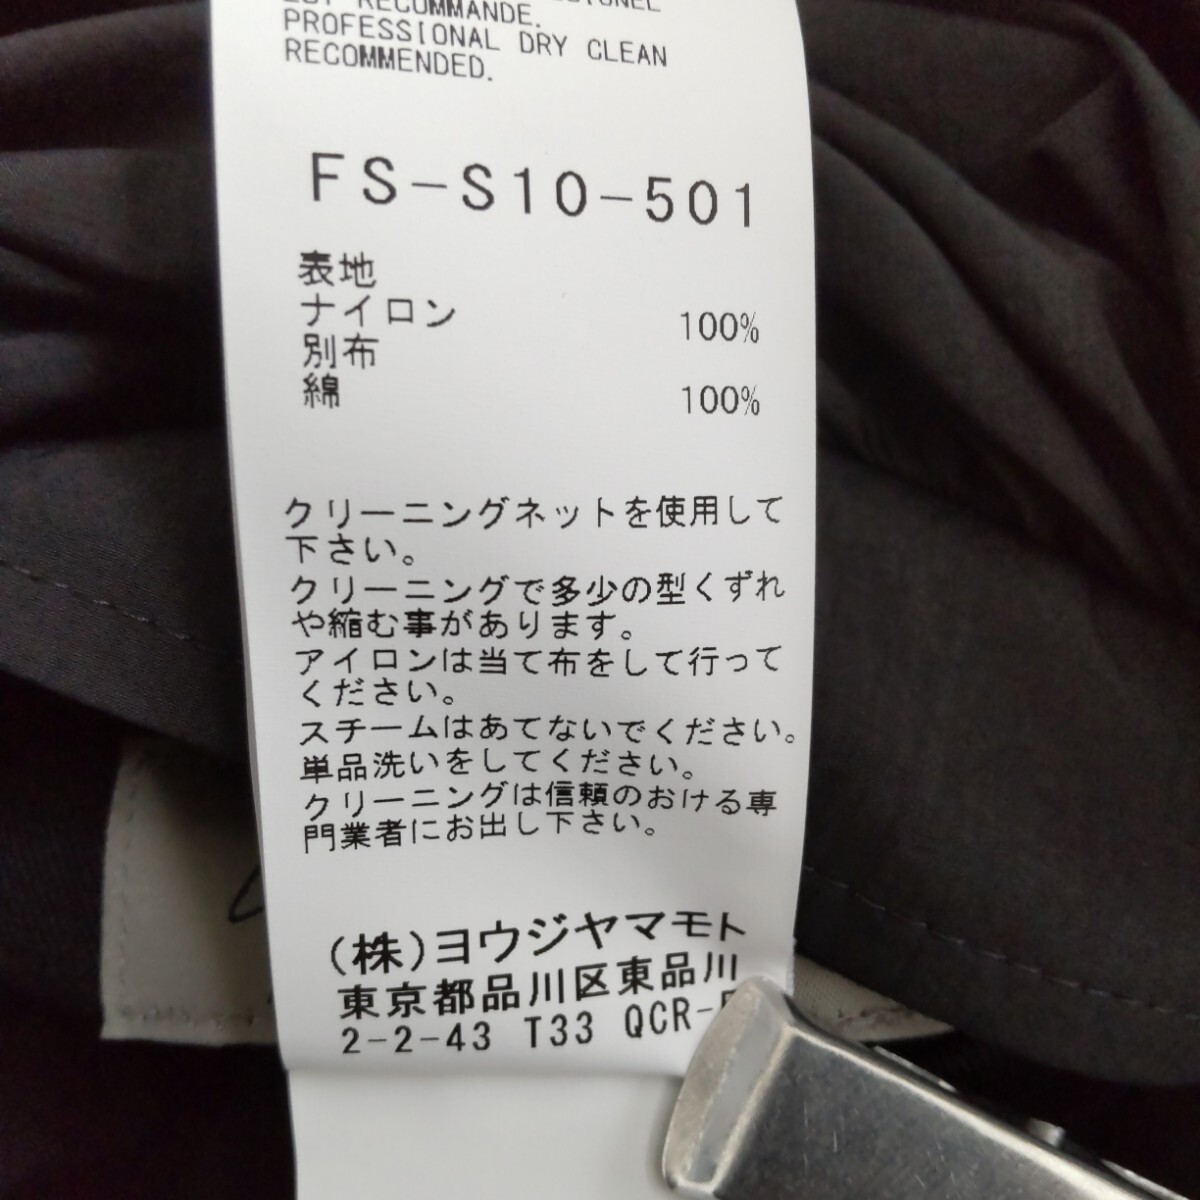 EST RECOMMANDE.
PROFESSIONAL DRY CLEAN
RECOMMENDED.
FS-S10-501
表地
ナイロン 100%
別布
綿 100%
クリーニングネットを使用して
下さい。
クリーニングで多少の型くずれ
や縮む事があります。
アイロンは当て布をして行って
ください。
スチームはあてないでください。
単品洗いをしてください。
クリーニングは信頼のおける専
門業者にお出し下さい。
(株)ヨウジヤマモト
東京都品川区東品川
2-2-43 T33 QCR-